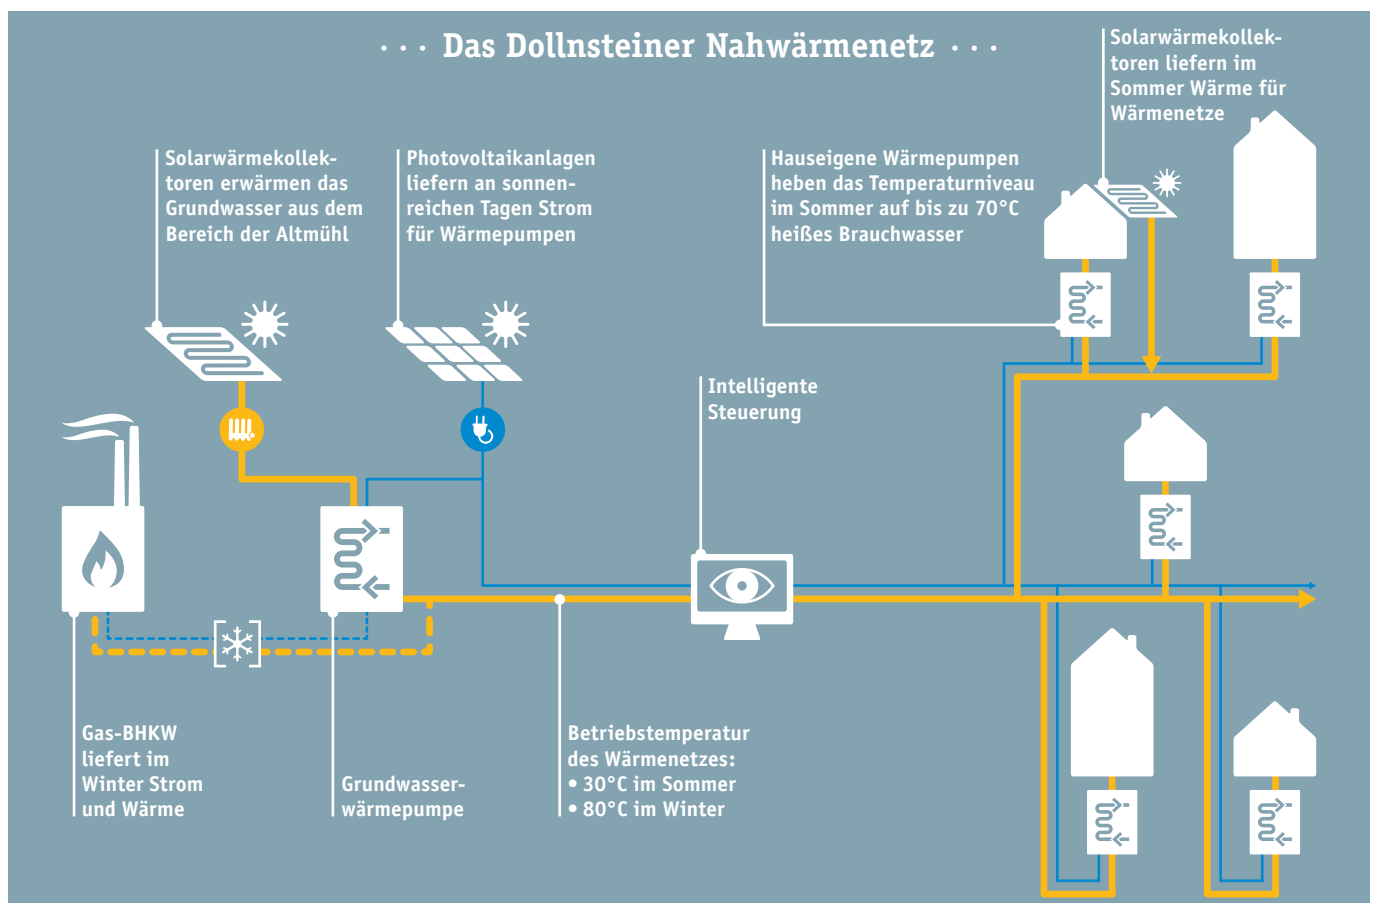 ··· Das Dollnsteiner Nahwärmenetz ···
Solarwärmekollek-
toren liefern im
Sommer Wärme für
Wärmenetze
Solarwärmekollek-
toren erwärmen das
Grundwasser aus dem
Bereich der Altmühl
Photovoltaikanlagen
liefern an sonnen-
reichen Tagen Strom
für Wärmepumpen
Hauseigene Wärmepumpen
heben das Temperaturniveau
im Sommer auf bis zu 70°C
heißes Brauchwasser
Intelligente
Steuerung
Gas-BHKW
liefert im
Winter Strom
und Wärme
Grundwasser-
wärmepumpe
Betriebstemperatur
des Wärmenetzes:
• 30°C im Sommer
• 80°C im Winter